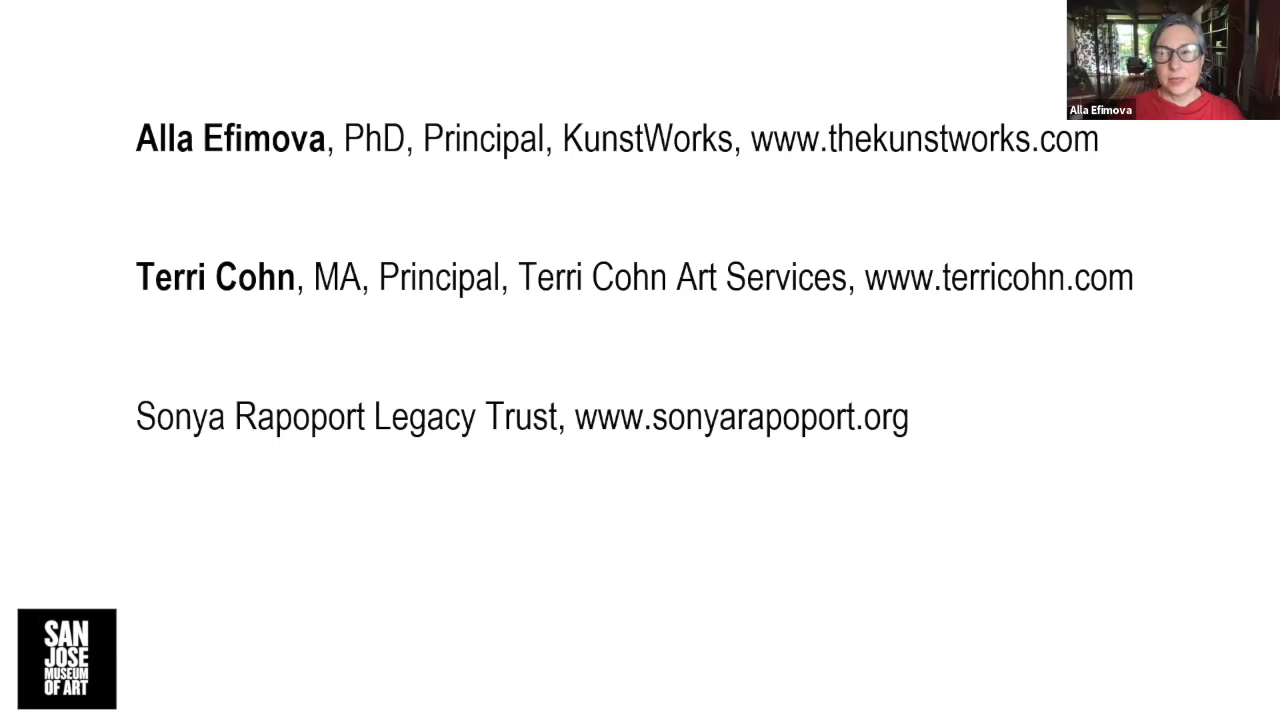 Alla Efimova
Alla Efimova, PhD, Principal, KunstWorks, www.thekunstworks.com
Terri Cohn, MA, Principal, Terri Cohn Art Services, www.terricohn.com
Sonya Rapoport Legacy Trust, www.sonyarapoport.org
SAN
JOSE
MUSEUM
OF ART